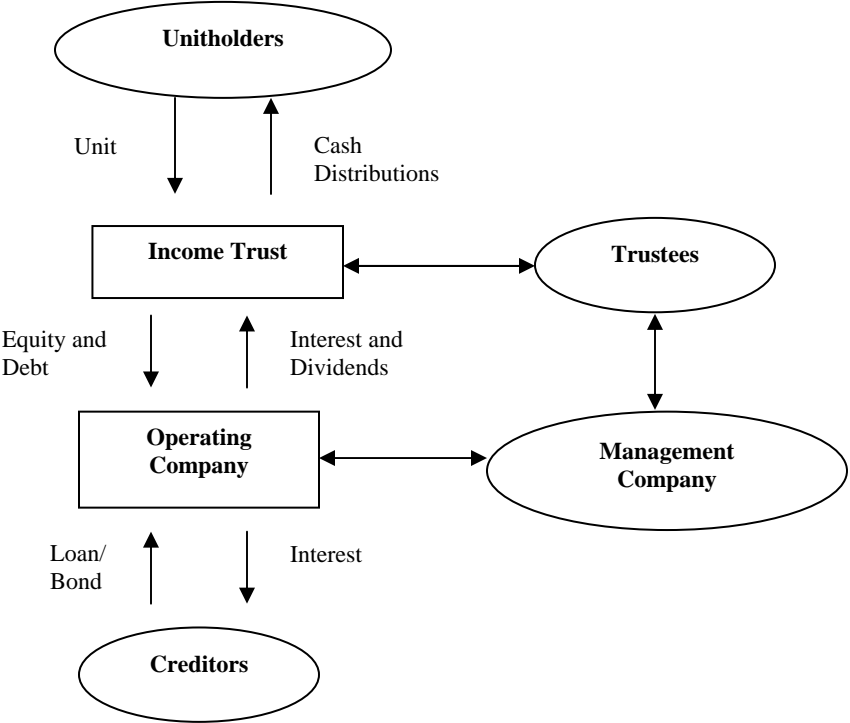 Unitholders
Unit
Cash
Distributions
Income Trust
Trustees
Equity and
Debt
Interest and
Dividends
Operating
Company
Management
Company
Loan/
Bond
Interest
Creditors